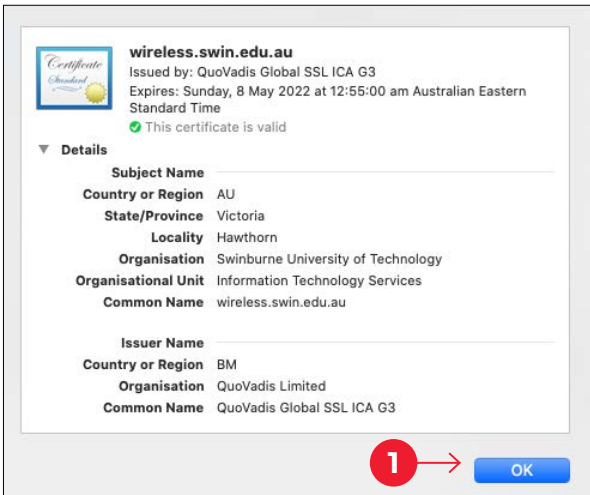 Certificate
Standard
wireless.swin.edu.au
Issued by: QuoVadis Global SSL ICA G3
Expires: Sunday, 8 May 2022 at 12:55:00 am Australian Eastern
Standard Time
This certificate is valid
Details
Subject Name
Country or Region AU
State/Province Victoria
Locality Hawthorn
Organisation Swinburne University of Technology
Organisational Unit Information Technology Services
Common Name wireless.swin.edu.au
Issuer Name
Country or Region BM
Organisation QuoVadis Limited
Common Name QuoVadis Global SSL ICA G3
1
OK